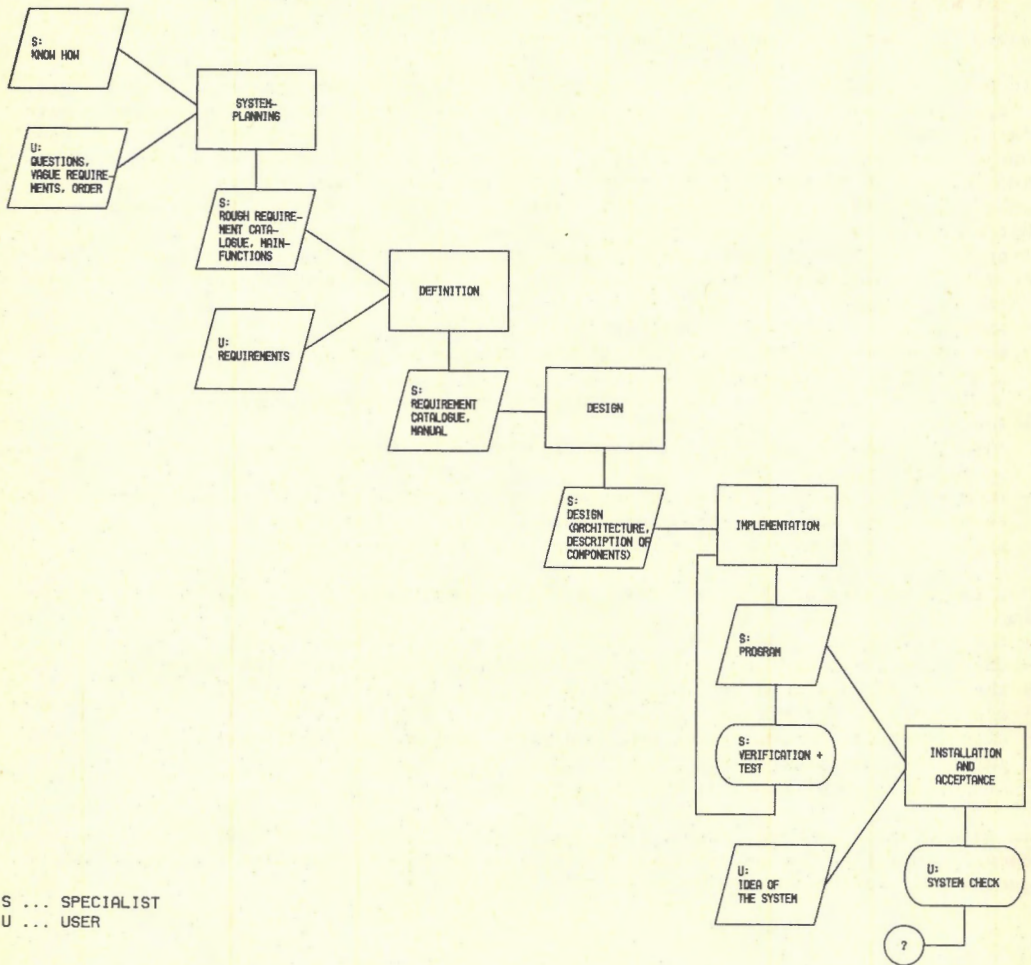 S:
KNOW HOW
SYSTEM-
PLANNING
U:
QUESTIONS,
VAGUE REQUIRE-
MENTS, ORDER
S:
ROUGH REQUIRE-
MENT CATA-
LOGUE, MAIN-
FUNCTIONS
DEFINITION
U:
REQUIREMENTS
S:
REQUIREMENT
CATALOGUE,
MANUAL
DESIGN
S:
DESIGN
(ARCHITECTURE,
DESCRIPTION OF
COMPONENTS)
IMPLEMENTATION
S:
PROGRAM
S:
VERIFICATION +
TEST
INSTALLATION
AND
ACCEPTANCE
U:
IDEA OF
THE SYSTEM
U:
SYSTEM CHECK
?
S ... SPECIALIST
U ... USER